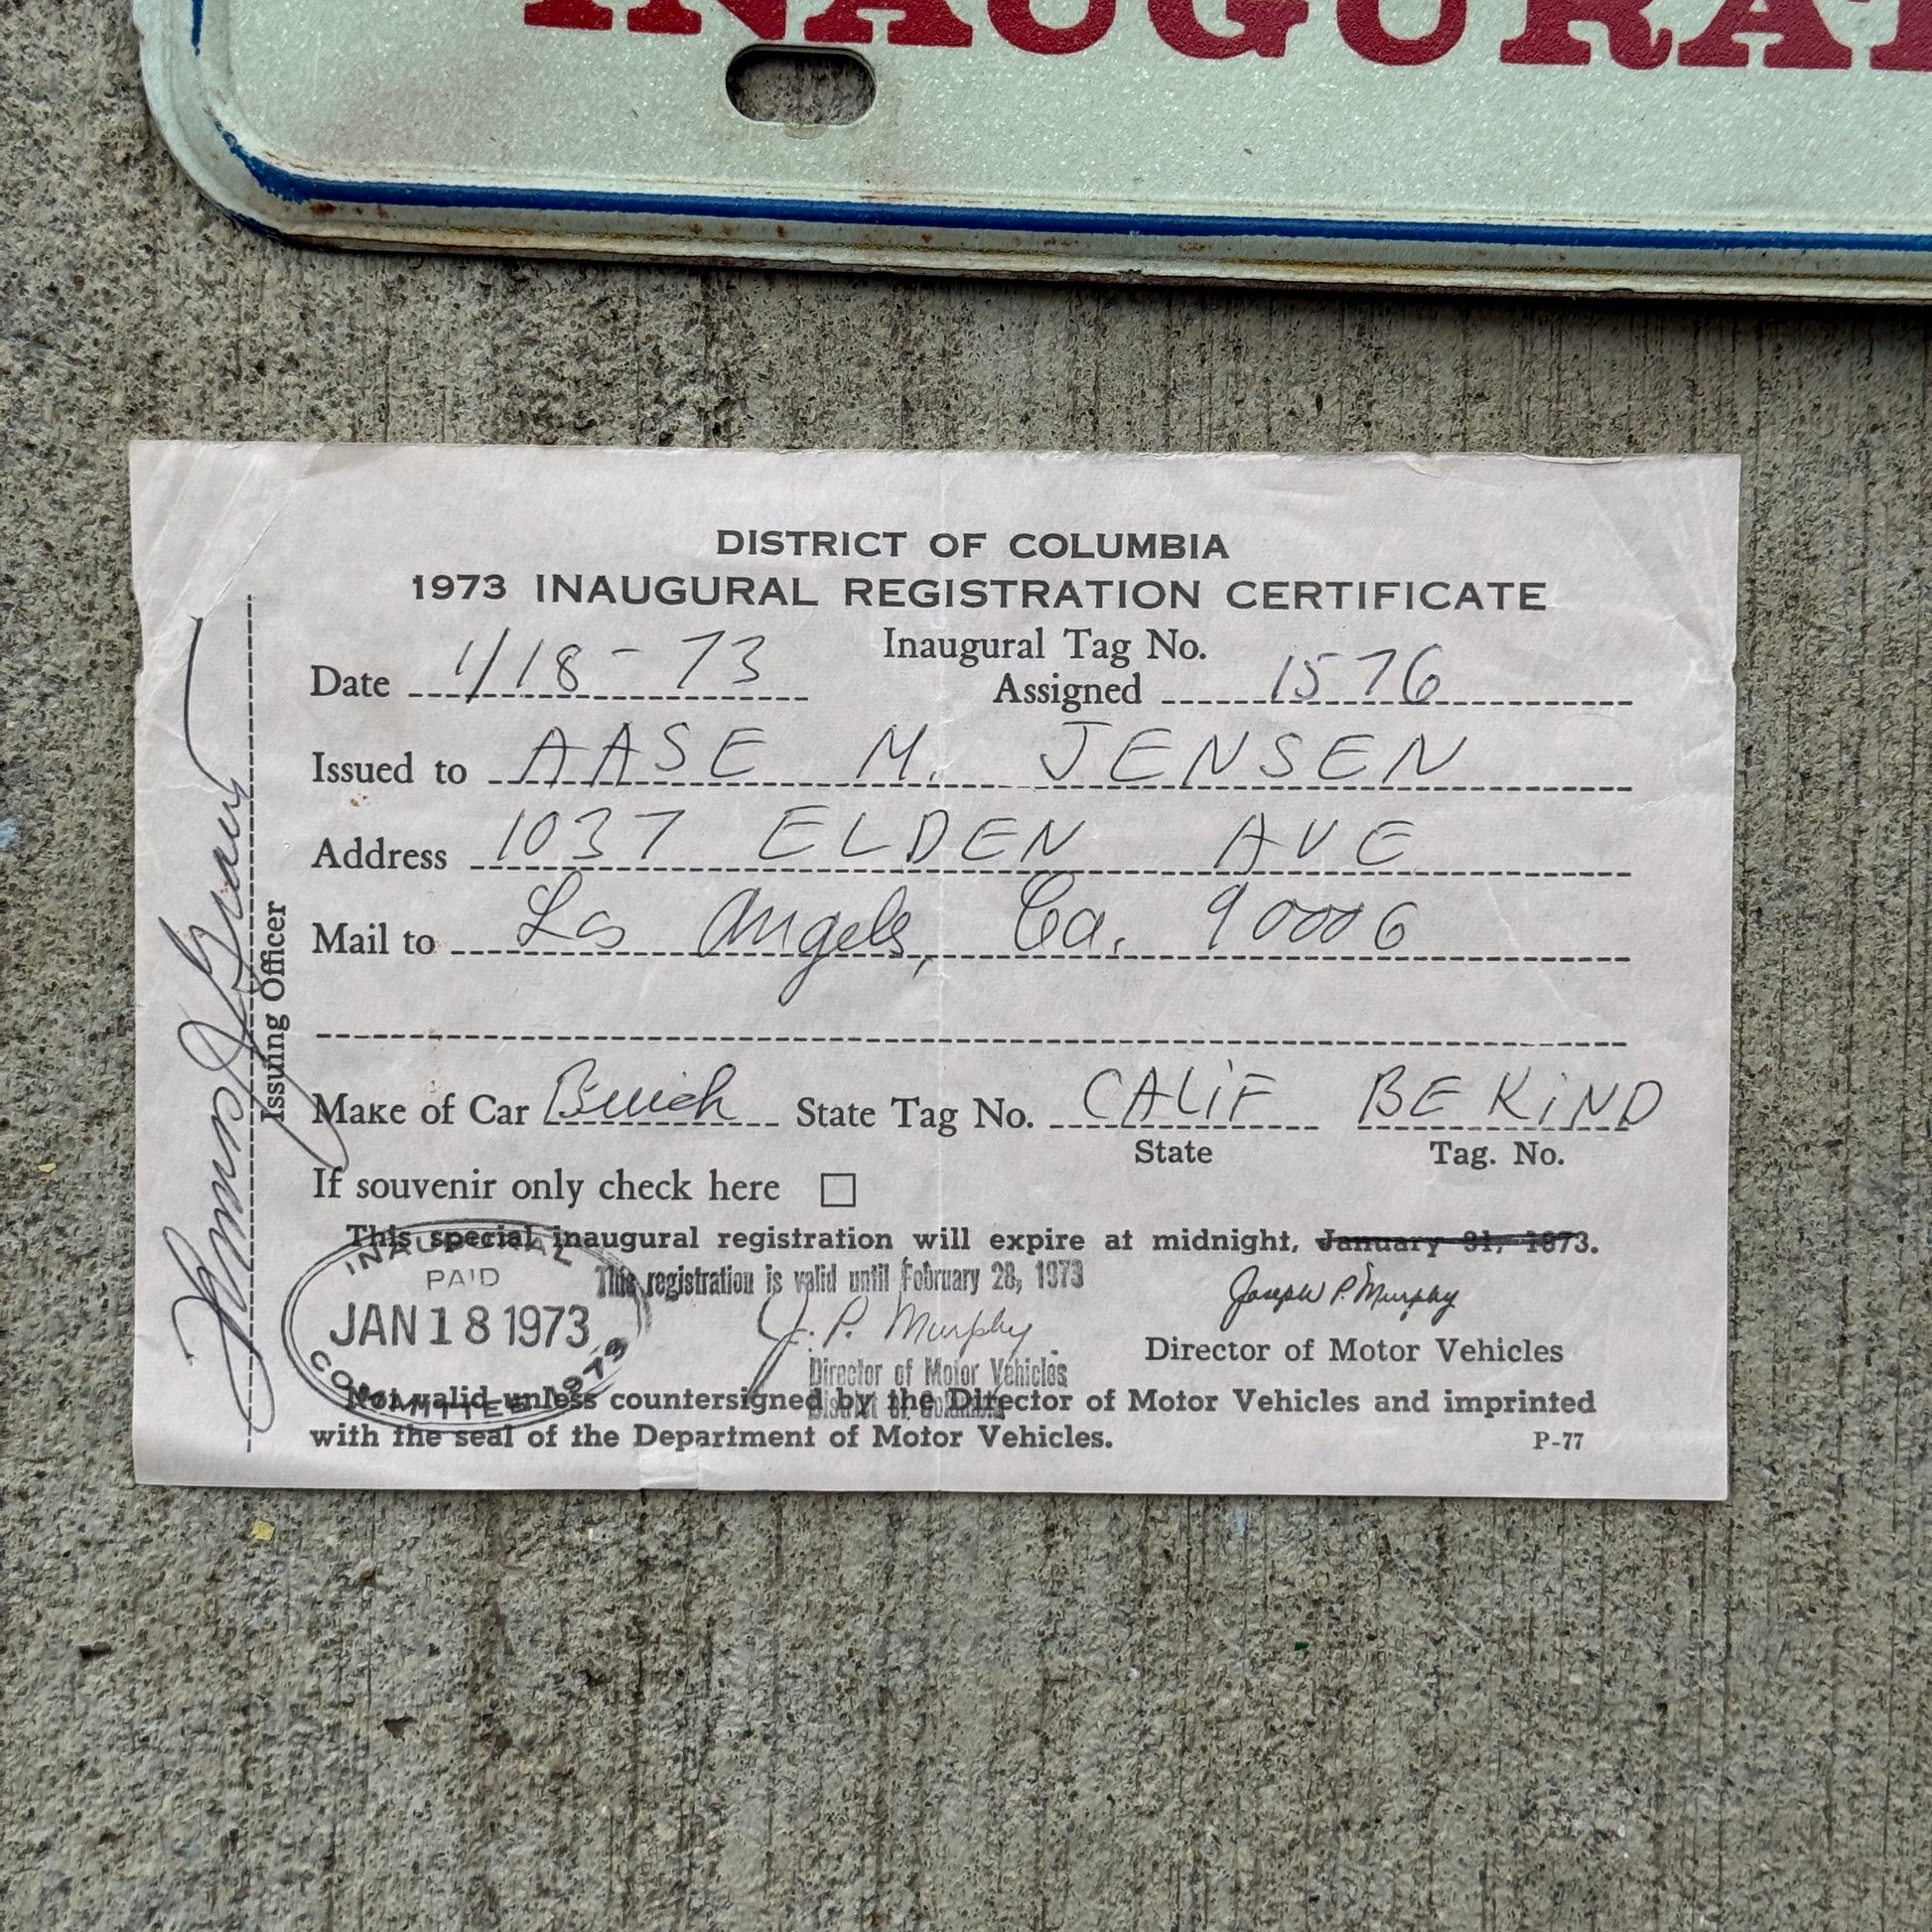 INAUGURA
DISTRICT OF COLUMBIA
1973 INAUGURAL REGISTRATION CERTIFICATE
Date 1/18-73 Inaugural Tag No. Assigned 1576
Issued to AASE M. JENSEN
Address 1037 ELDEN AVE
Mail to Los Angels, Ca. 90006
Make of Car Buick State Tag No. CALIF BE KIND
State Tag. No.
If souvenir only check here
This special inaugural registration will expire at midnight, January 31, 1973.
This registration is valid until February 28, 1973
J. P. Murphy
Director of Motor Vehicles
District of Columbia
Joseph P. Murphy
Director of Motor Vehicles
INAUGURAL
PAID
JAN 18 1973
COMMITTEE 1973
Not valid unless countersigned by the Director of Motor Vehicles and imprinted
with the seal of the Department of Motor Vehicles.
P-77
Issuing Officer